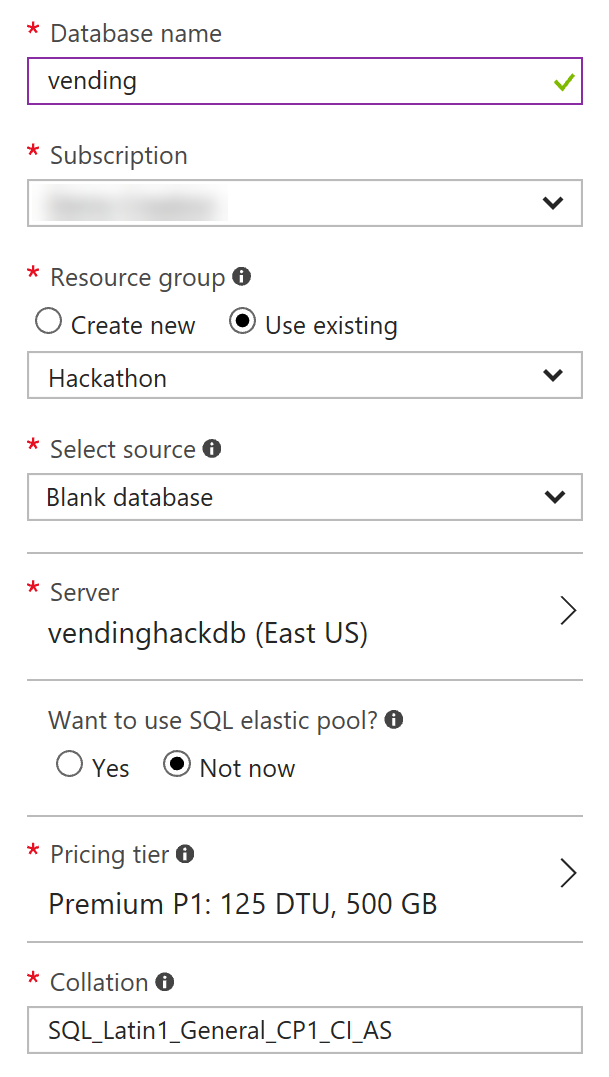 * Database name
vending
* Subscription
* Resource group
Create new Use existing
Hackathon
* Select source
Blank database
* Server
vendinghackdb (East US)
Want to use SQL elastic pool?
Yes Not now
* Pricing tier
Premium P1: 125 DTU, 500 GB
* Collation
SQL_Latin1_General_CP1_CI_AS